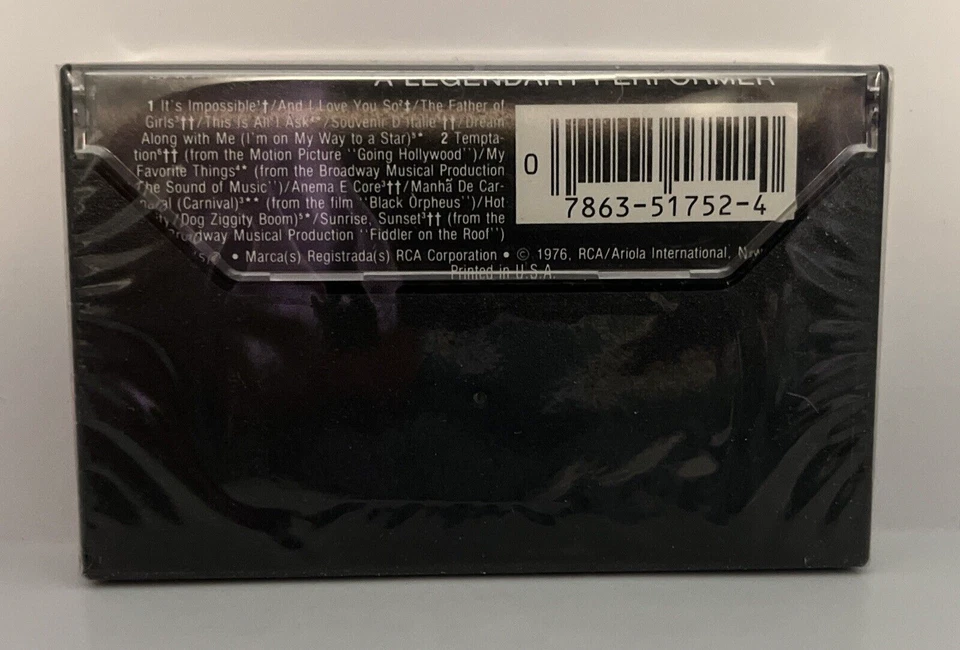 A LEGENDARY PERFORMER
1 It's Impossible¹†/And I Love You So²†/The Father of
Girls³††/This Is All I Ask⁴*/Souvenir D'Italie³††/Dream
Along with Me (I'm on My Way to a Star)⁵* 2 Tempta-
tion⁶†† (from the Motion Picture "Going Hollywood")/My
Favorite Things⁴* (from the Broadway Musical Production
The Sound of Music")/Anema E Core³††/Manhã De Car-
(Carnival)³** (from the film "Black Orpheus")/Hot
/Dog Ziggity Boom)⁵*/Sunrise, Sunset³†† (from the
Broadway Musical Production "Fiddler on the Roof")
® • Marca(s) Registrada(s) RCA Corporation • © 1976, RCA/Ariola International,
Printed in U.S.A.
0
7863-51752-4